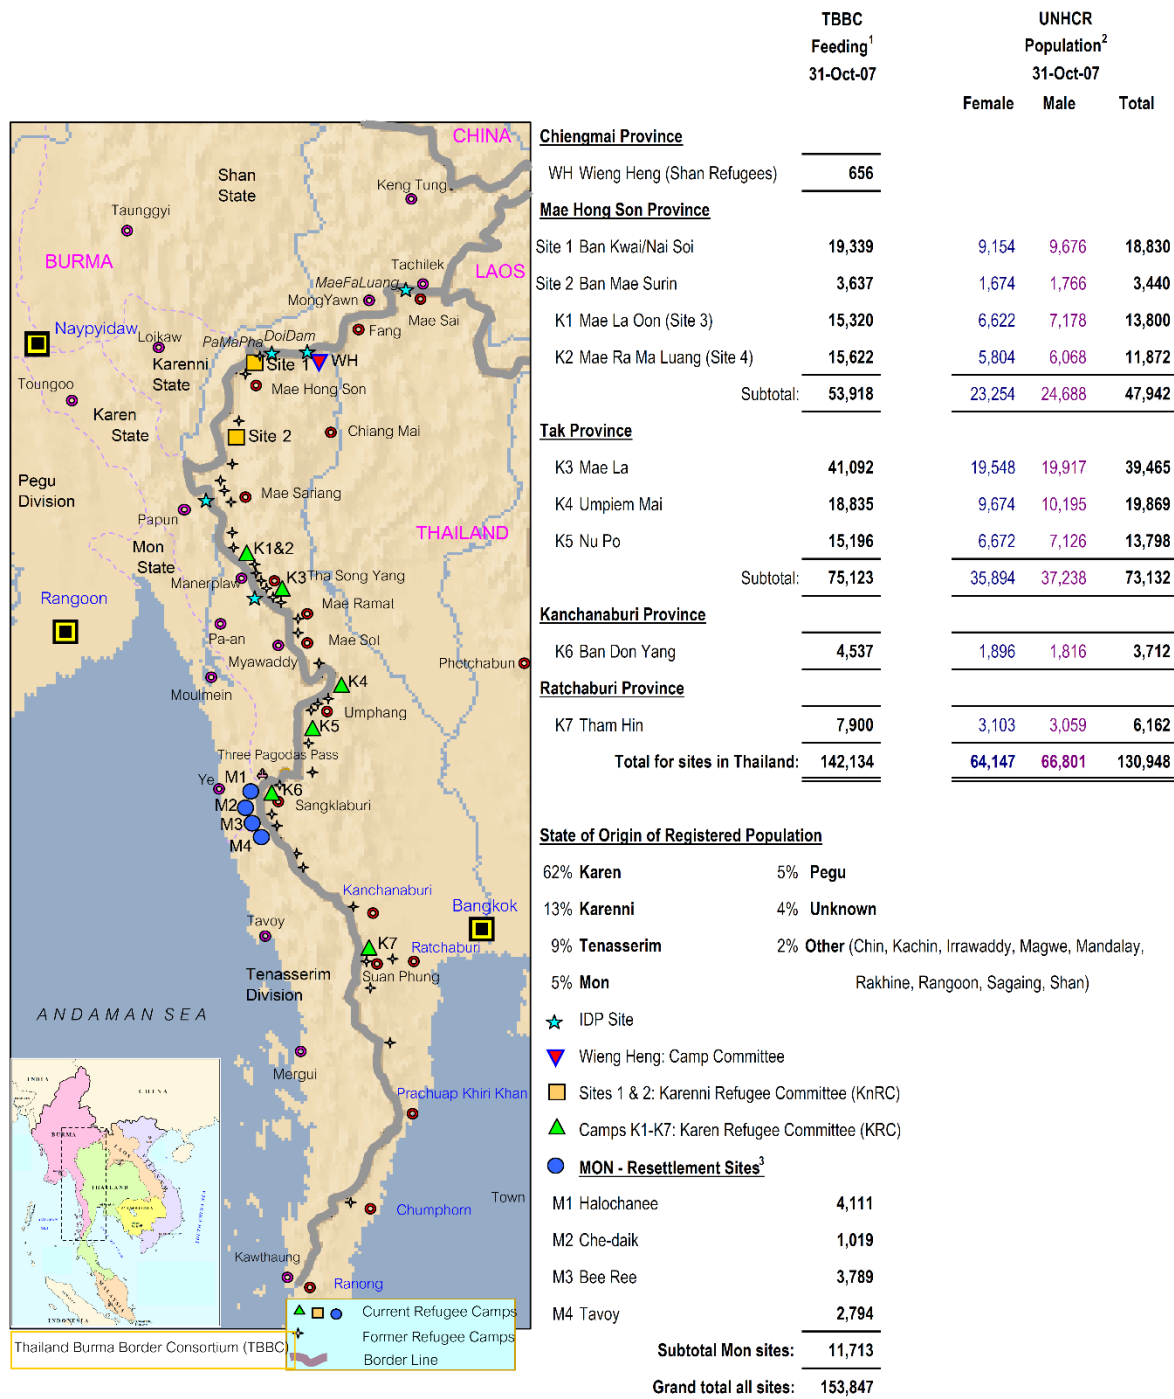 TBBC
Feeding1
31-Oct-07
UNHCR
Population2
31-Oct-07
Female Male Total
Chiengmai Province
WH Wieng Heng (Shan Refugees) 656
Mae Hong Son Province
Site 1 Ban Kwai/Nai Soi 19,339 9,154 9,676 18,830
Site 2 Ban Mae Surin 3,637 1,674 1,766 3,440
K1 Mae La Oon (Site 3) 15,320 6,622 7,178 13,800
K2 Mae Ra Ma Luang (Site 4) 15,622 5,804 6,068 11,872
Subtotal: 53,918 23,254 24,688 47,942
Tak Province
K3 Mae La 41,092 19,548 19,917 39,465
K4 Umpiem Mai 18,835 9,674 10,195 19,869
K5 Nu Po 15,196 6,672 7,126 13,798
Subtotal: 75,123 35,894 37,238 73,132
Kanchanaburi Province
K6 Ban Don Yang 4,537 1,896 1,816 3,712
Ratchaburi Province
K7 Tham Hin 7,900 3,103 3,059 6,162
Total for sites in Thailand: 142,134 64,147 66,801 130,948
State of Origin of Registered Population
62% Karen 5% Pegu
13% Karenni 4% Unknown
9% Tenasserim 2% Other (Chin, Kachin, Irrawaddy, Magwe, Mandalay,
5% Mon Rakhine, Rangoon, Sagaing, Shan)
IDP Site
Wieng Heng: Camp Committee
Sites 1 & 2: Karenni Refugee Committee (KnRC)
Camps K1-K7: Karen Refugee Committee (KRC)
MON - Resettlement Sites3
M1 Halochanee 4,111
M2 Che-daik 1,019
M3 Bee Ree 3,789
M4 Tavoy 2,794
Subtotal Mon sites: 11,713
Grand total all sites: 153,847
CHINA
Shan
State
Keng Tung
Taunggyi
BURMA
Tachilek
LAOS
MaeFaLuang
MongYawn
Mae Sai
Naypyidaw
Fang
Loikaw
PaMaPha
DoiDam
WH
Site 1
Karenni
State
Mae Hong Son
Toungoo
Karen
State
Site 2
Chiang Mai
Pegu
Division
Mae Sariang
Papun
THAILAND
Mon
State
K1&2
Manerplaw
K3
Tha Song Yang
Rangoon
Mae Ramat
Pa-an
Mae Sot
Myawaddy
Phetchabun
Moulmein
K4
Umphang
K5
Three Pagodas Pass
Ye
M1
K6
M2
Sangklaburi
M3
M4
Kanchanaburi
Bangkok
Tavoy
K7
Ratchaburi
Suan Phung
Tenasserim
Division
ANDAMAN SEA
Mergui
Prachuap Khiri Khan
Town
Chumphorn
Kawthaung
Ranong
INDIA
CHINA
BURMA
LAOS
THAILAND
CAMBODIA
VIETNAM
SOUTH CHINA SEA
MALAYSIA
INDONESIA
Current Refugee Camps
Former Refugee Camps
Border Line
Thailand Burma Border Consortium (TBBC)